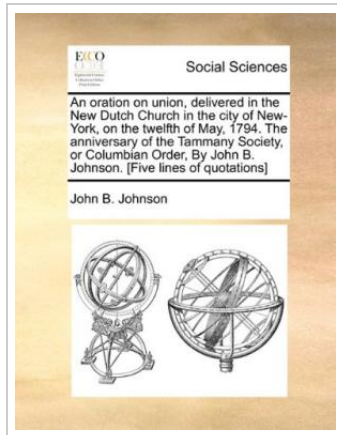 ECCO
Social Sciences
An oration on union, delivered in the
New Dutch Church in the city of New-
York, on the twelfth of May, 1794. The
anniversary of the Tammany Society,
or Columbian Order, By John B.
Johnson. [Five lines of quotations]
John B. Johnson